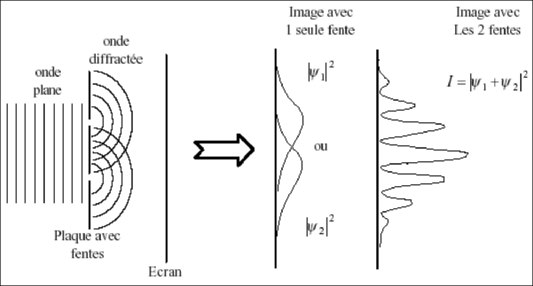 onde
plane
onde
diffractée
Plaque avec
fentes
Ecran
Image avec
1 seule fente
|ψ₁|²
ou
|ψ₂|²
Image avec
Les 2 fentes
I = |ψ₁ + ψ₂|²